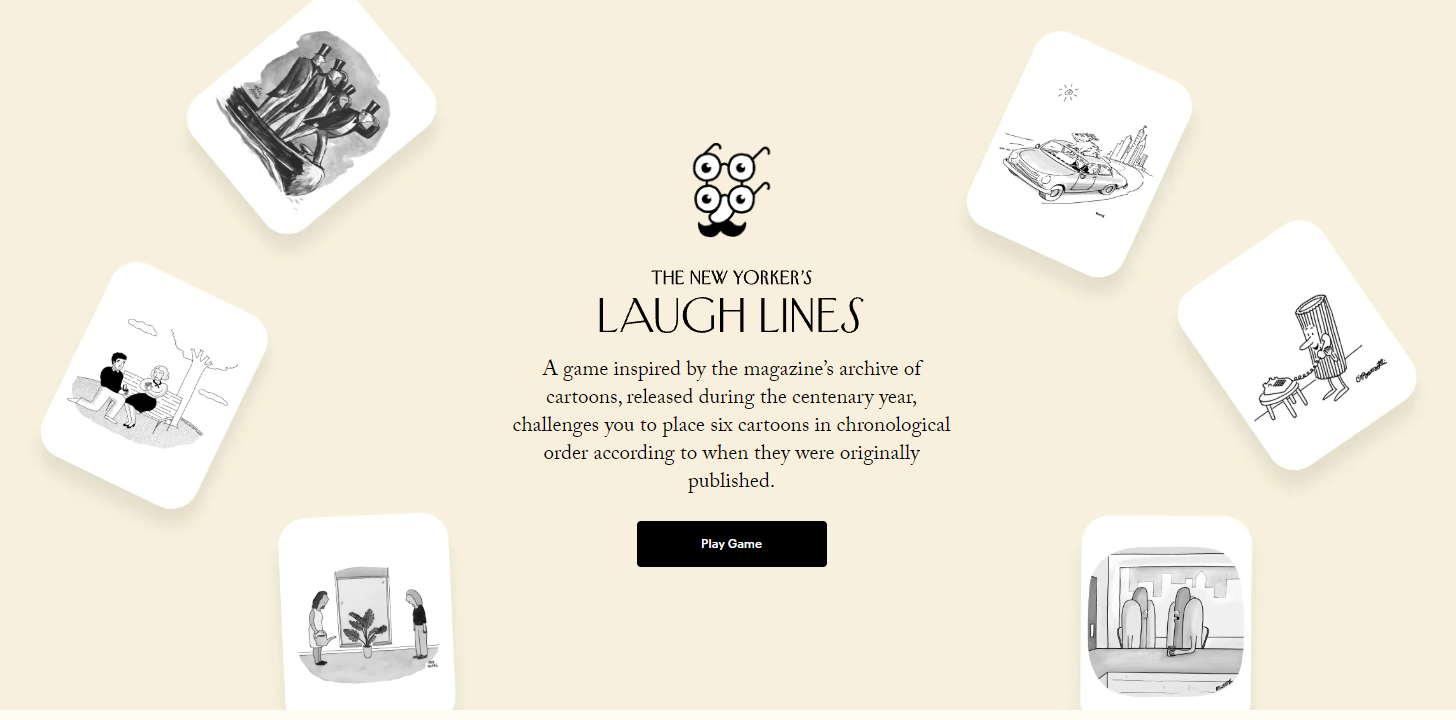 THE NEW YORKER'S
LAUGH LINES
A game inspired by the magazine's archive of
cartoons, released during the centenary year,
challenges you to place six cartoons in chronological
order according to when they were originally
published.
Play Game